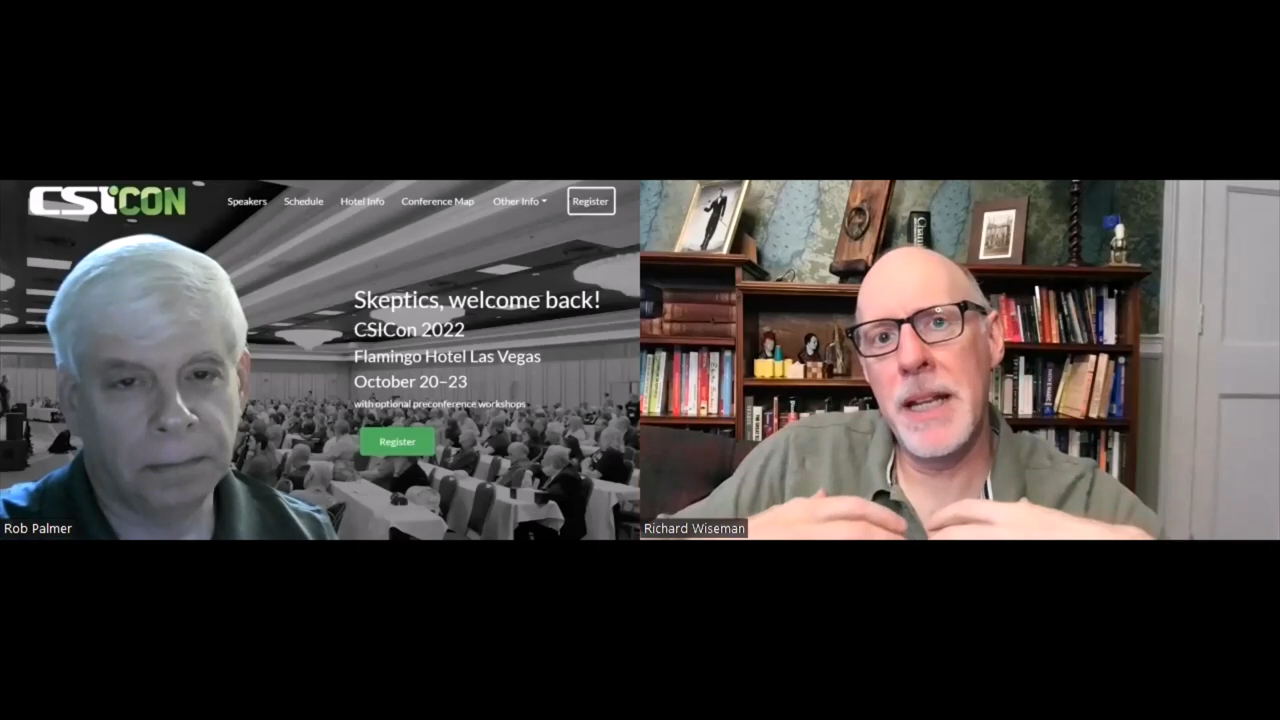 CSICON
Speakers Schedule Hotel Info Conference Map Other Info Register
Skeptics, welcome back!
CSICon 2022
Flamingo Hotel Las Vegas
October 20–23
with optional preconference workshops
Register
Rob Palmer
Richard Wiseman